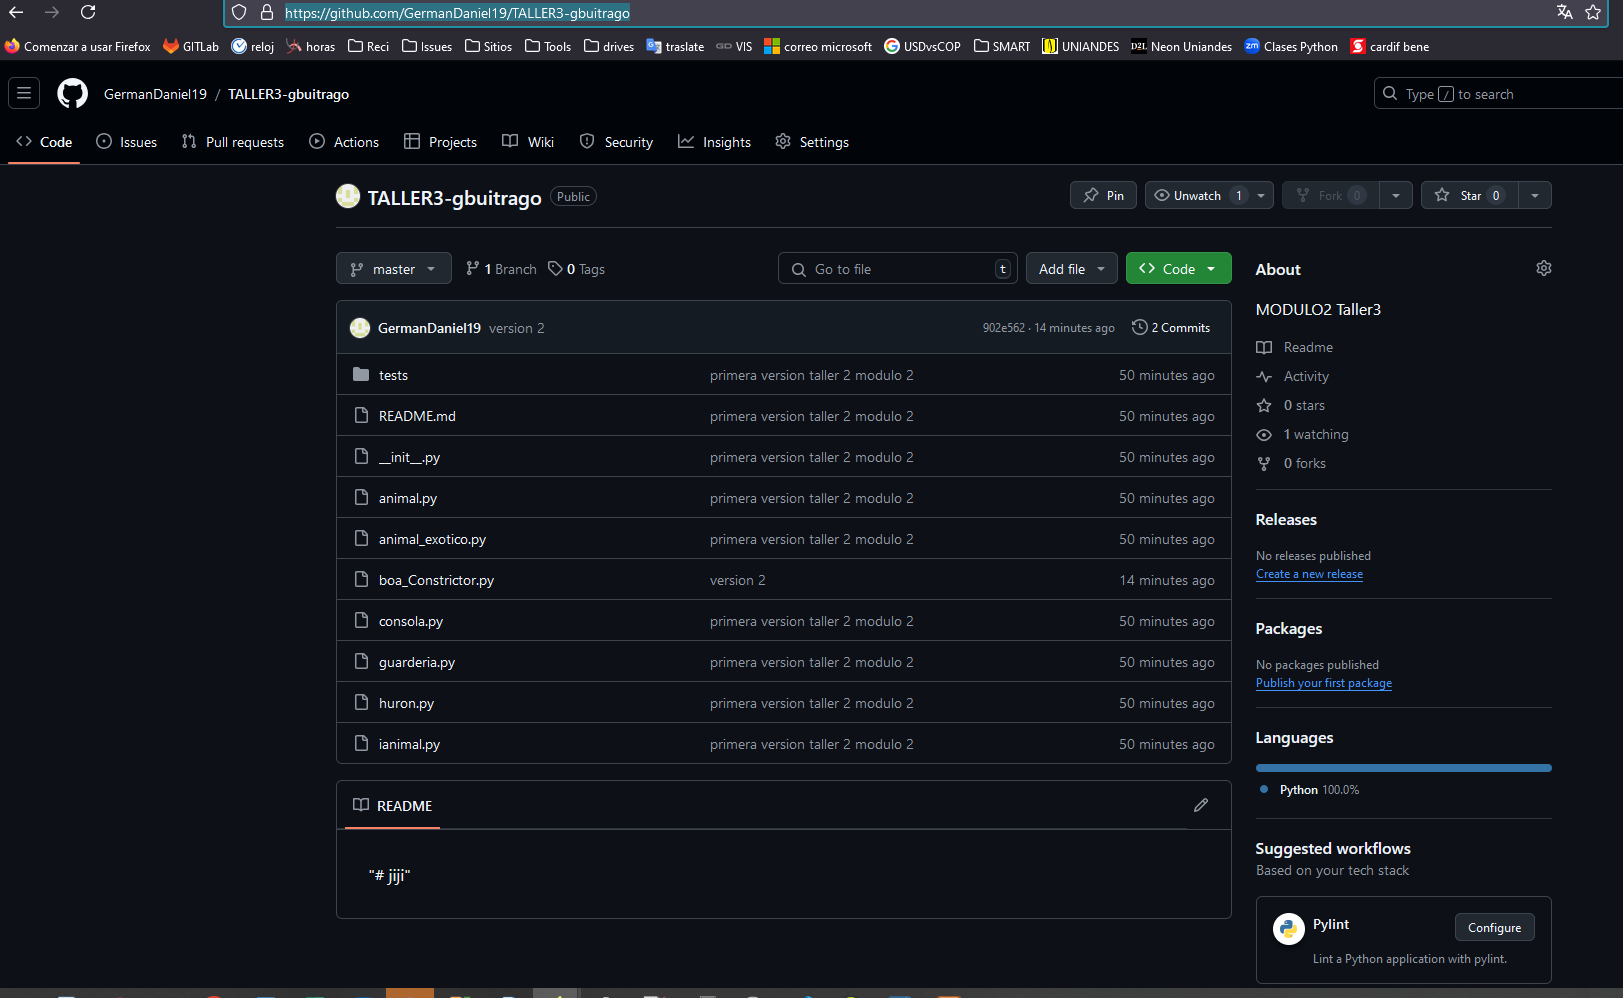 https://github.com/GermanDaniel19/TALLER3-gbuitrago
Comenzar a usar Firefox GITLab reloj horas Reci Issues Sitios Tools drives traslate VIS correo microsoft USDvsCOP SMART UNIANDES D2L Neon Uniandes zm Clases Python cardif bene
GermanDaniel19 / TALLER3-gbuitrago
Type / to search
Code Issues Pull requests Actions Projects Wiki Security Insights Settings
TALLER3-gbuitrago Public
Pin Unwatch 1 Fork 0 Star 0
master 1 Branch 0 Tags Go to file t Add file <> Code
GermanDaniel19 version 2 902e562 · 14 minutes ago 2 Commits
tests primera version taller 2 modulo 2 50 minutes ago
README.md primera version taller 2 modulo 2 50 minutes ago
__init__.py primera version taller 2 modulo 2 50 minutes ago
animal.py primera version taller 2 modulo 2 50 minutes ago
animal_exotico.py primera version taller 2 modulo 2 50 minutes ago
boa_Constrictor.py version 2 14 minutes ago
consola.py primera version taller 2 modulo 2 50 minutes ago
guarderia.py primera version taller 2 modulo 2 50 minutes ago
huron.py primera version taller 2 modulo 2 50 minutes ago
ianimal.py primera version taller 2 modulo 2 50 minutes ago
README
"# jiji"
About
MODULO2 Taller3
Readme
Activity
0 stars
1 watching
0 forks
Releases
No releases published
Create a new release
Packages
No packages published
Publish your first package
Languages
Python 100.0%
Suggested workflows
Based on your tech stack
Pylint Configure
Lint a Python application with pylint.